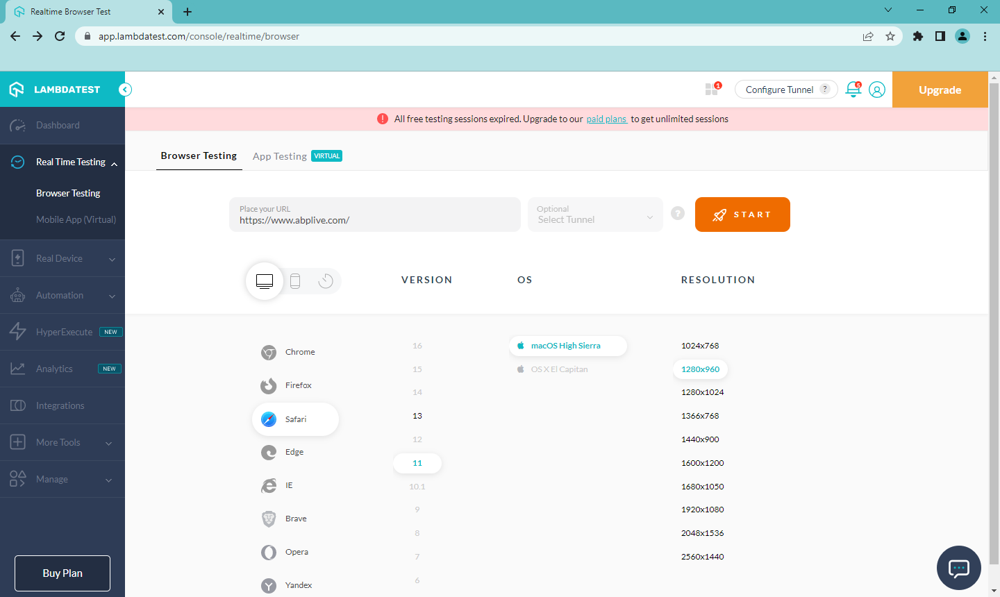 Realtime Browser Test
app.lambdatest.com/console/realtime/browser
LAMBDATEST
1
Configure Tunnel ?
5
Upgrade
All free testing sessions expired. Upgrade to our paid plans to get unlimited sessions
Dashboard
Real Time Testing
Browser Testing
Mobile App (Virtual)
Real Device
Automation
HyperExecute NEW
Analytics NEW
Integrations
More Tools
Manage
Buy Plan
Browser Testing
App Testing VIRTUAL
Place your URL
https://www.abplive.com/
Optional
Select Tunnel
?
START
VERSION
OS
RESOLUTION
Chrome
Firefox
Safari
Edge
IE
Brave
Opera
Yandex
16
15
14
13
12
11
10.1
9
8
7
6
macOS High Sierra
OS X El Capitan
1024x768
1280x960
1280x1024
1366x768
1440x900
1600x1200
1680x1050
1920x1080
2048x1536
2560x1440